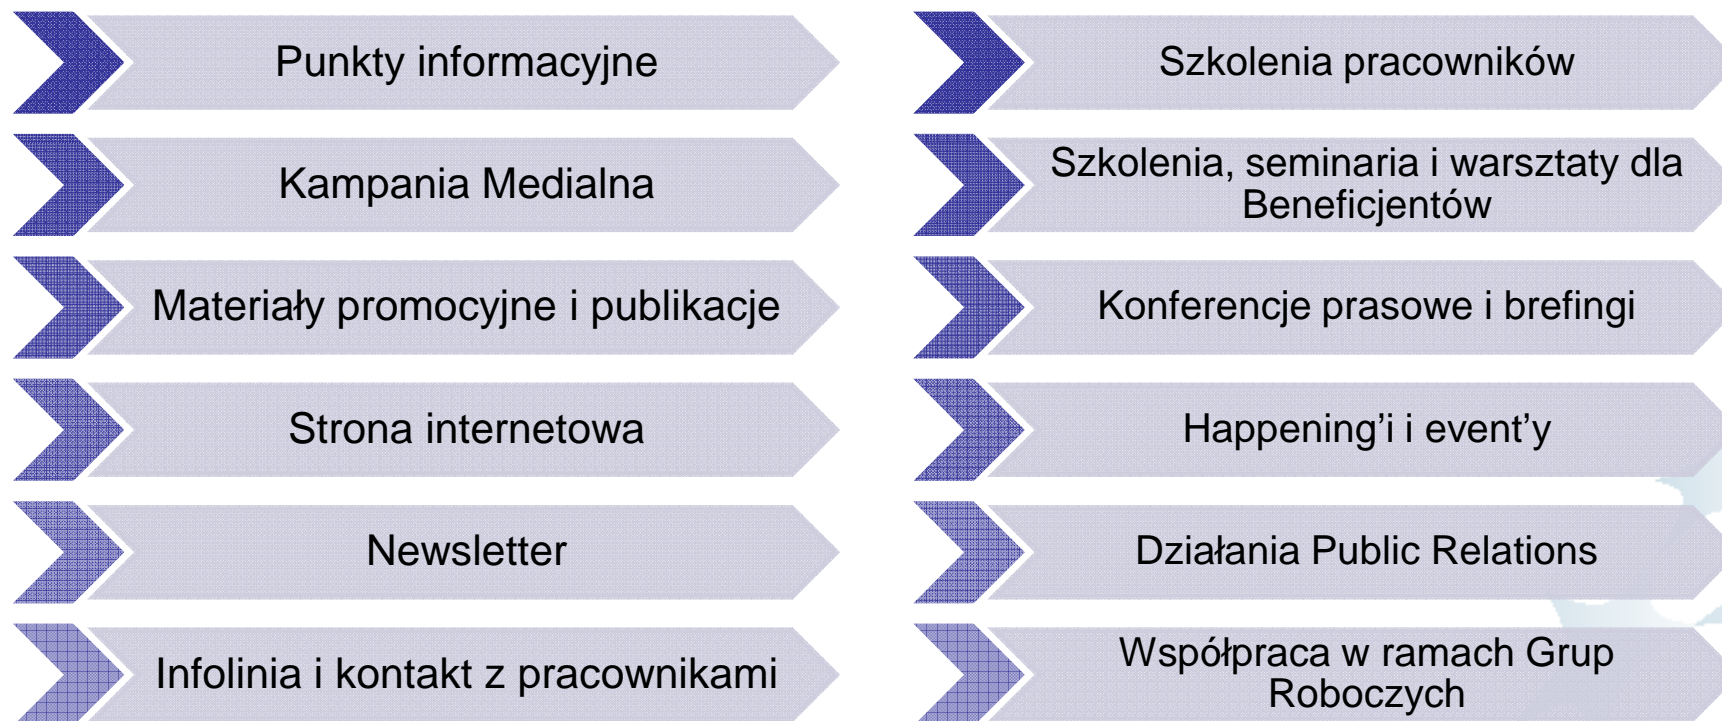 Punkty informacyjne
Kampania Medialna
Materiały promocyjne i publikacje
Strona internetowa
Newsletter
Infolinia i kontakt z pracownikami
Szkolenia pracowników
Szkolenia, seminaria i warsztaty dla
Beneficjentów
Konferencje prasowe i brefingi
Happening’i i event’y
Działania Public Relations
Współpraca w ramach Grup
Roboczych